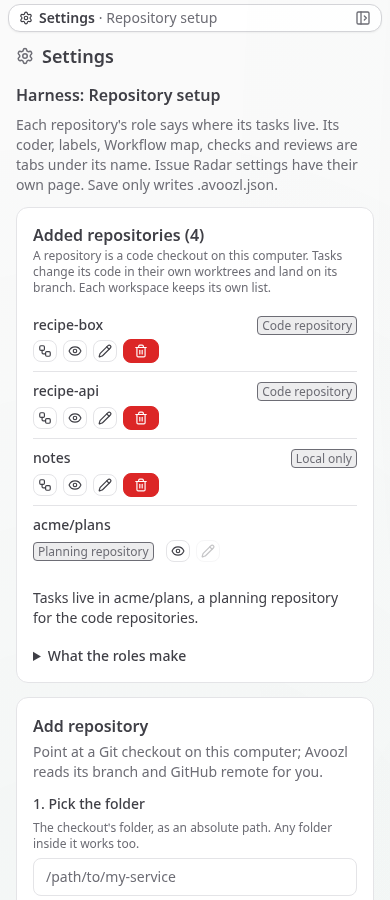 Settings · Repository setup
Settings
Harness: Repository setup
Each repository's role says where its tasks live. Its
coder, labels, Workflow map, checks and reviews are
tabs under its name. Issue Radar settings have their
own page. Save only writes .avoozl.json.
Added repositories (4)
A repository is a code checkout on this computer. Tasks
change its code in their own worktrees and land on its
branch. Each workspace keeps its own list.
recipe-box
Code repository
recipe-api
Code repository
notes
Local only
acme/plans
Planning repository
Tasks live in acme/plans, a planning repository
for the code repositories.
What the roles make
Add repository
Point at a Git checkout on this computer; Avoozl
reads its branch and GitHub remote for you.
1. Pick the folder
The checkout's folder, as an absolute path. Any folder
inside it works too.
/path/to/my-service